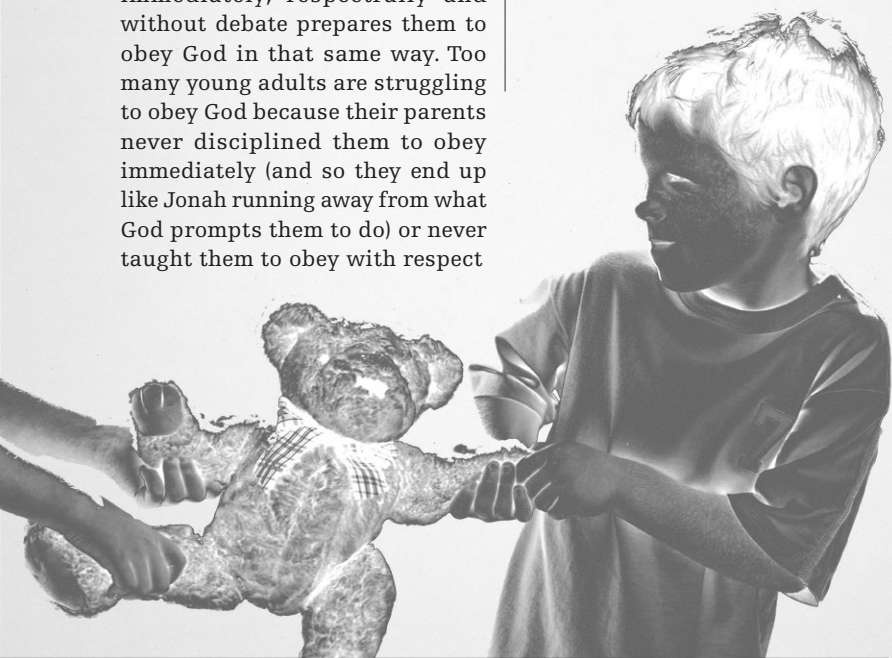 immediately, respectfully and
without debate prepares them to
obey God in that same way. Too
many young adults are struggling
to obey God because their parents
never disciplined them to obey
immediately (and so they end up
like Jonah running away from what
God prompts them to do) or never
taught them to obey with respect
7